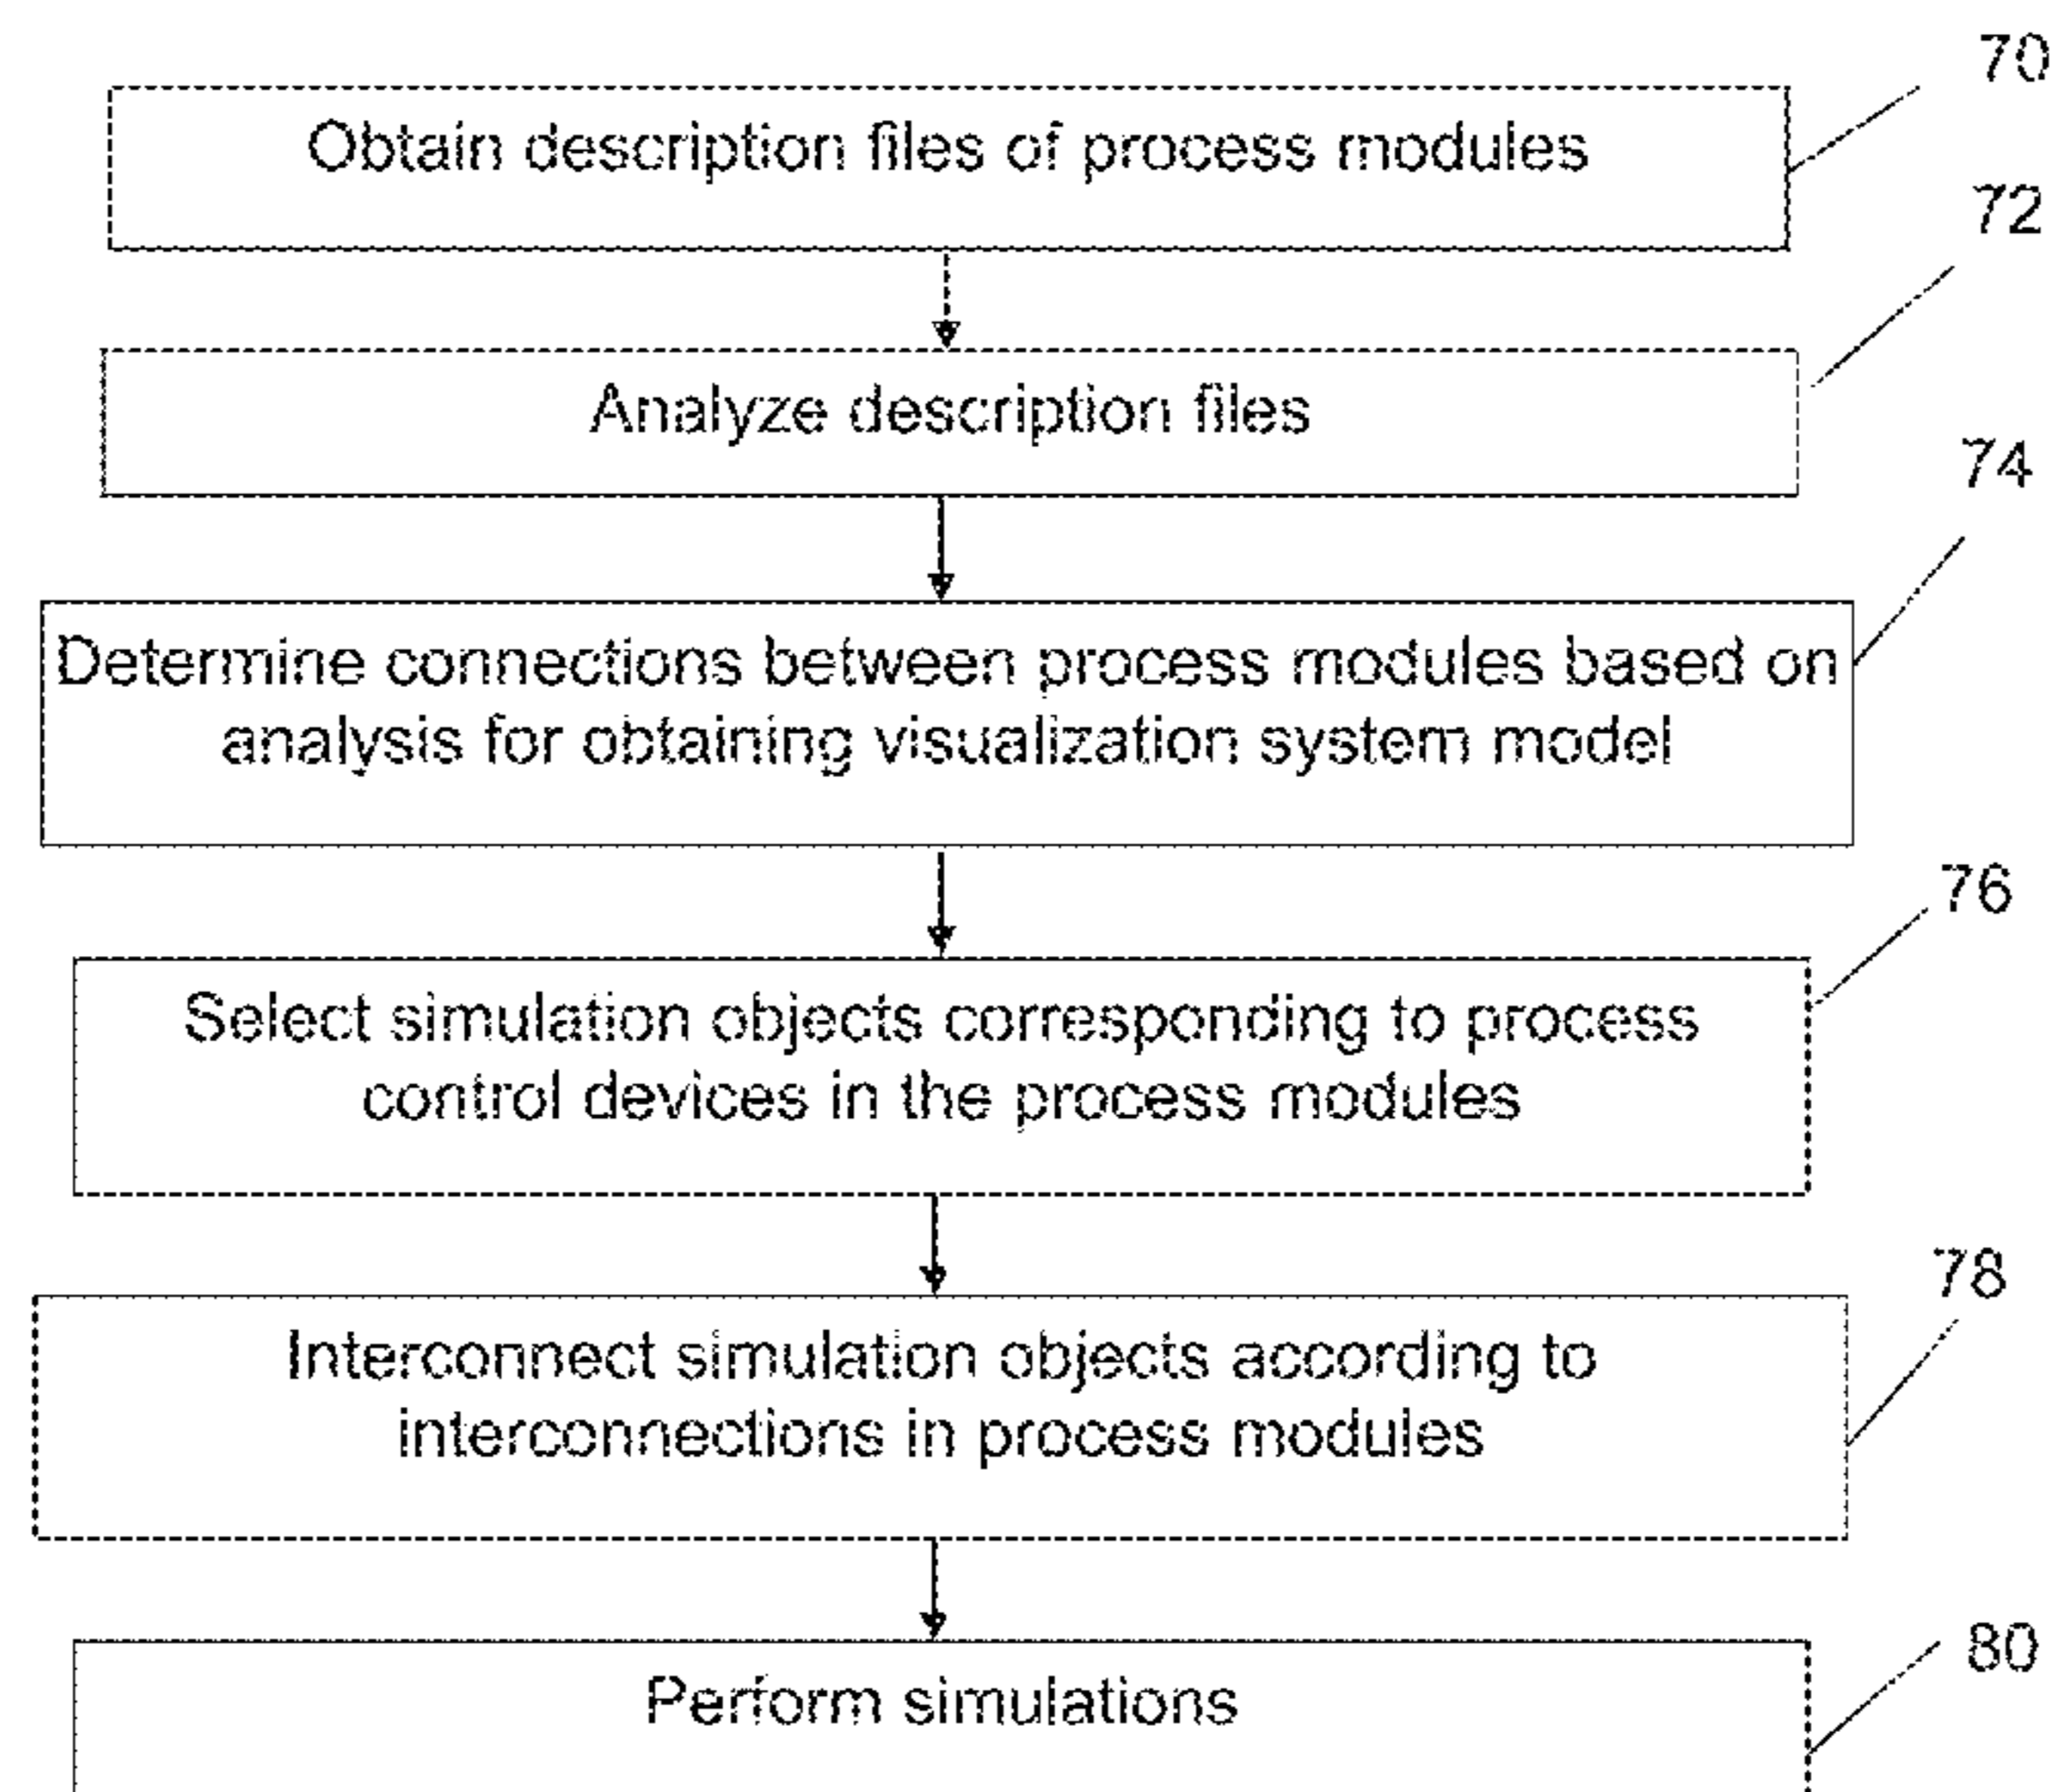 70
Obtain description files of process modules
72
Analyze description files
74
Determine connections between process modules based on
analysis for obtaining visualization system model
76
Select simulation objects corresponding to process
control devices in the process modules
78
Interconnect simulation objects according to
interconnections in process modules
80
Perform simulations